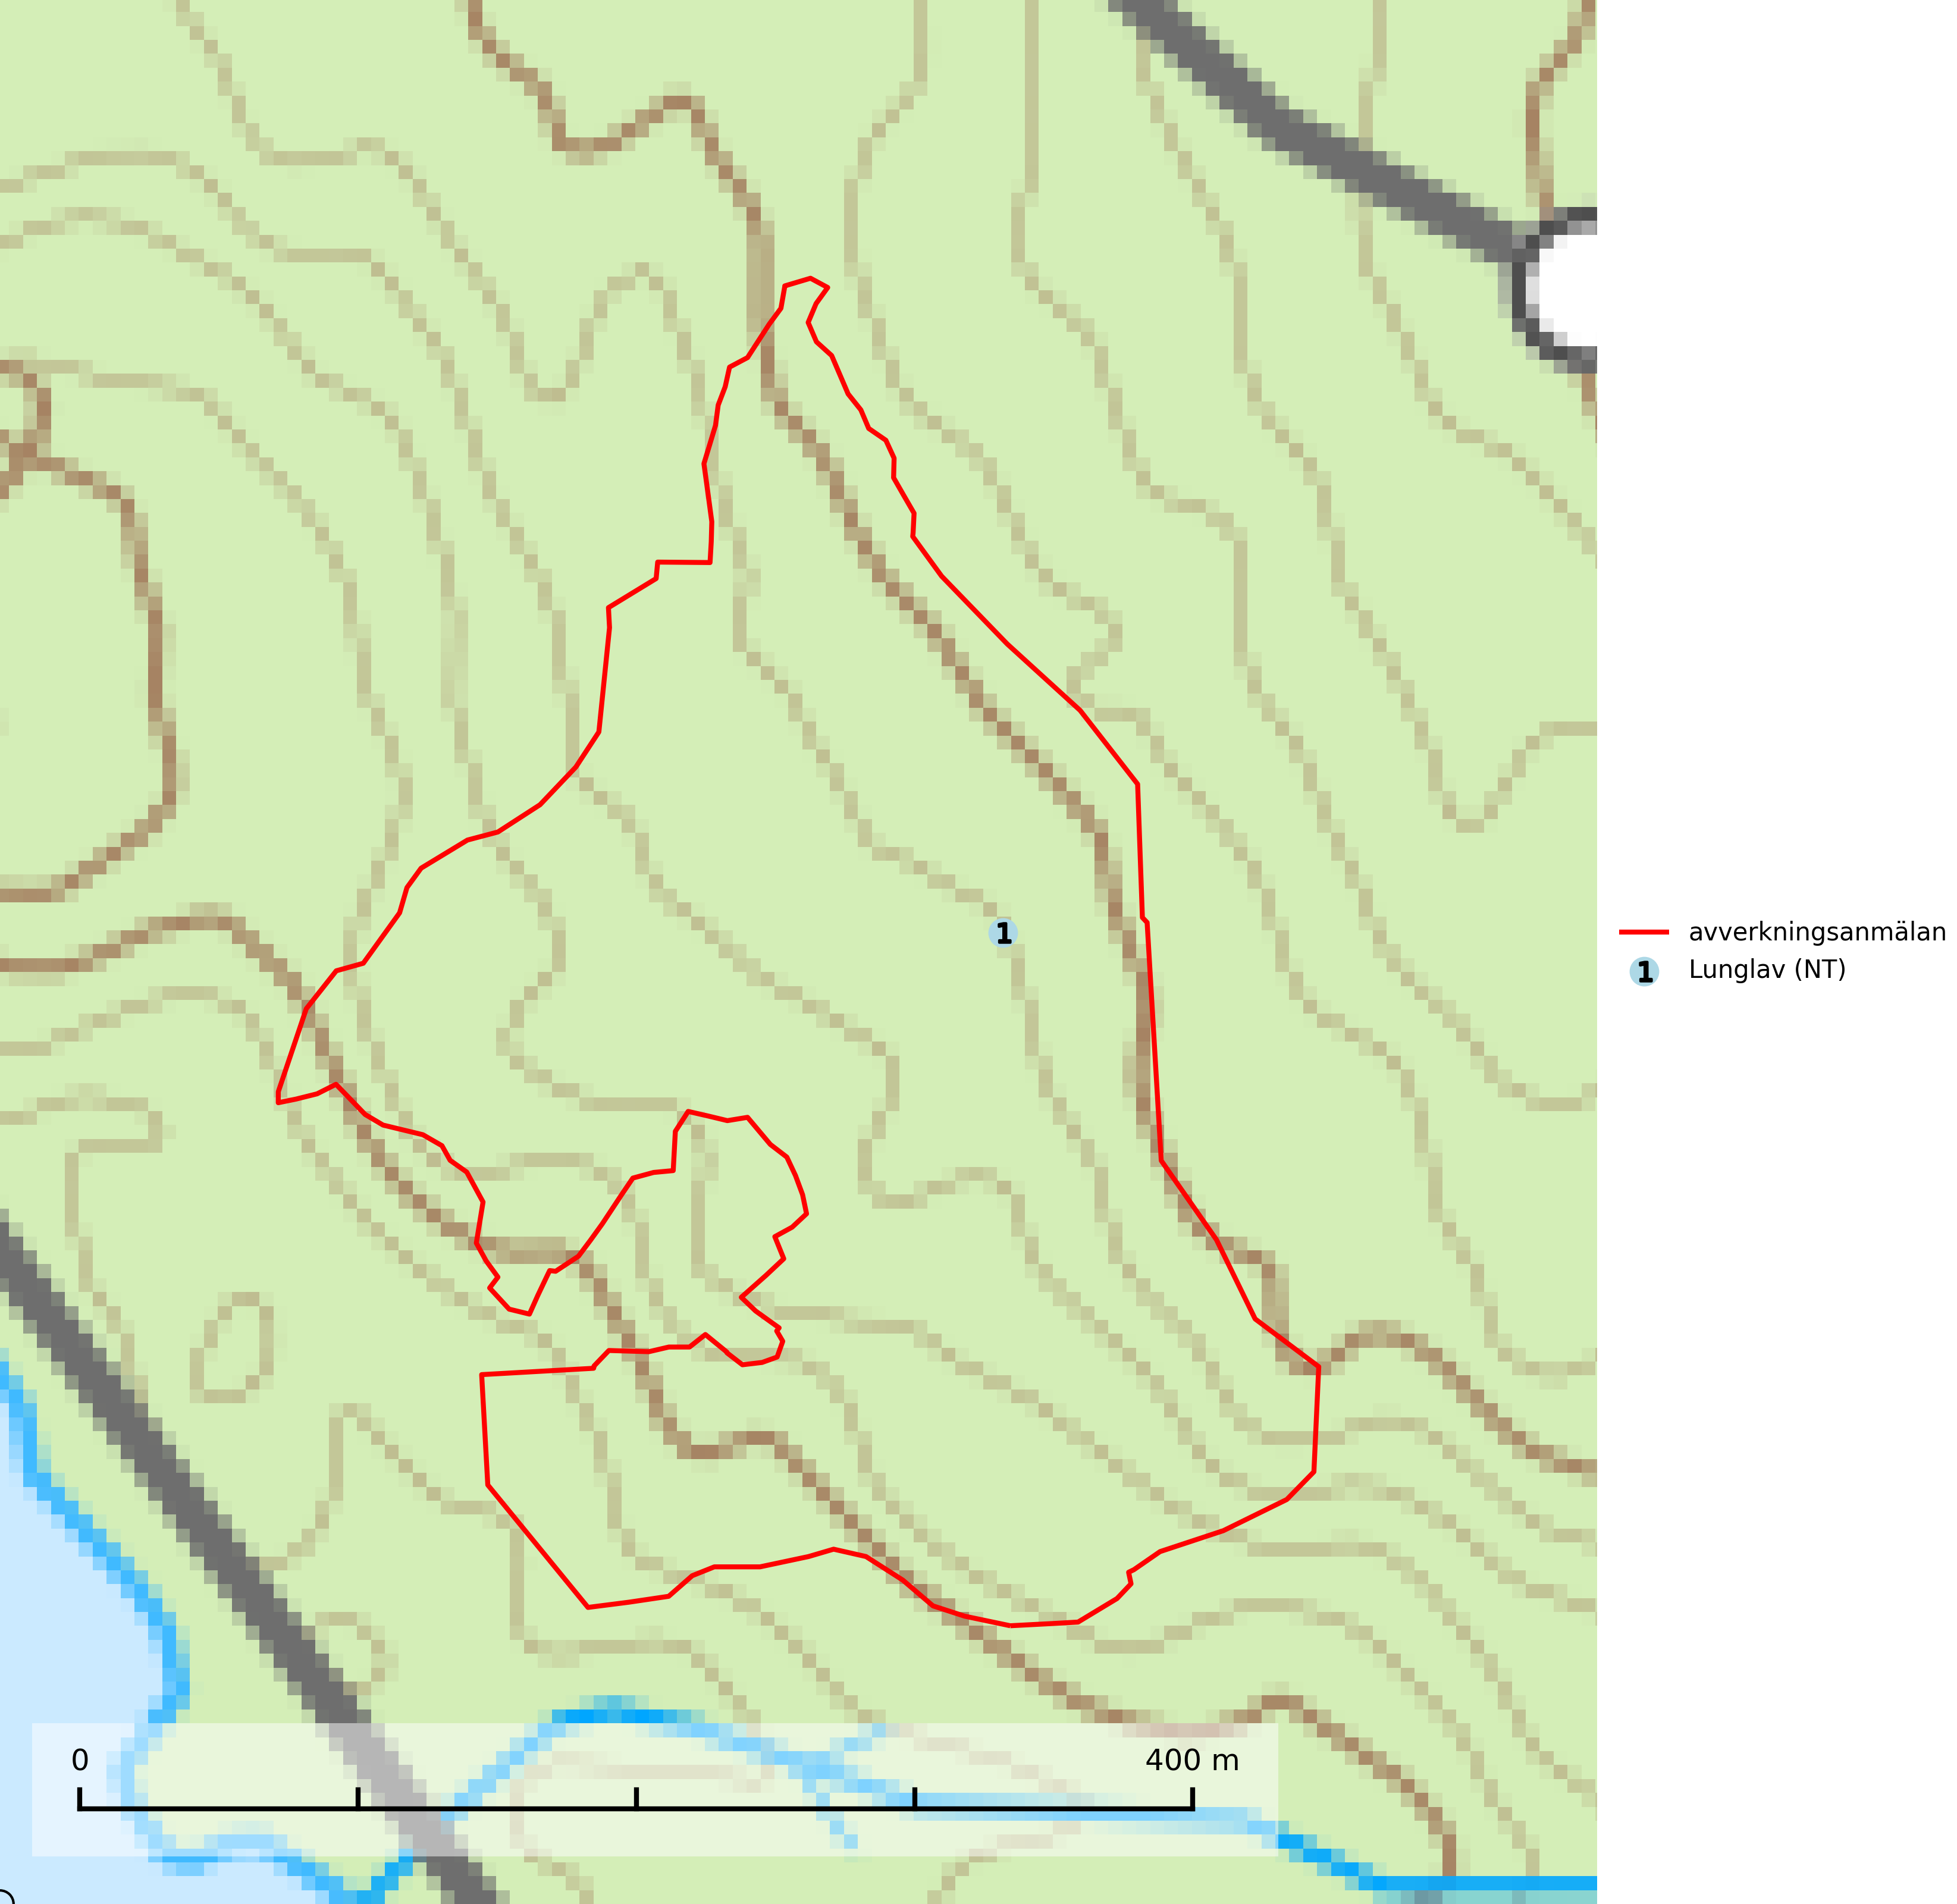 1
avverkningsanmälan
1 Lunglav (NT)
0 400 m